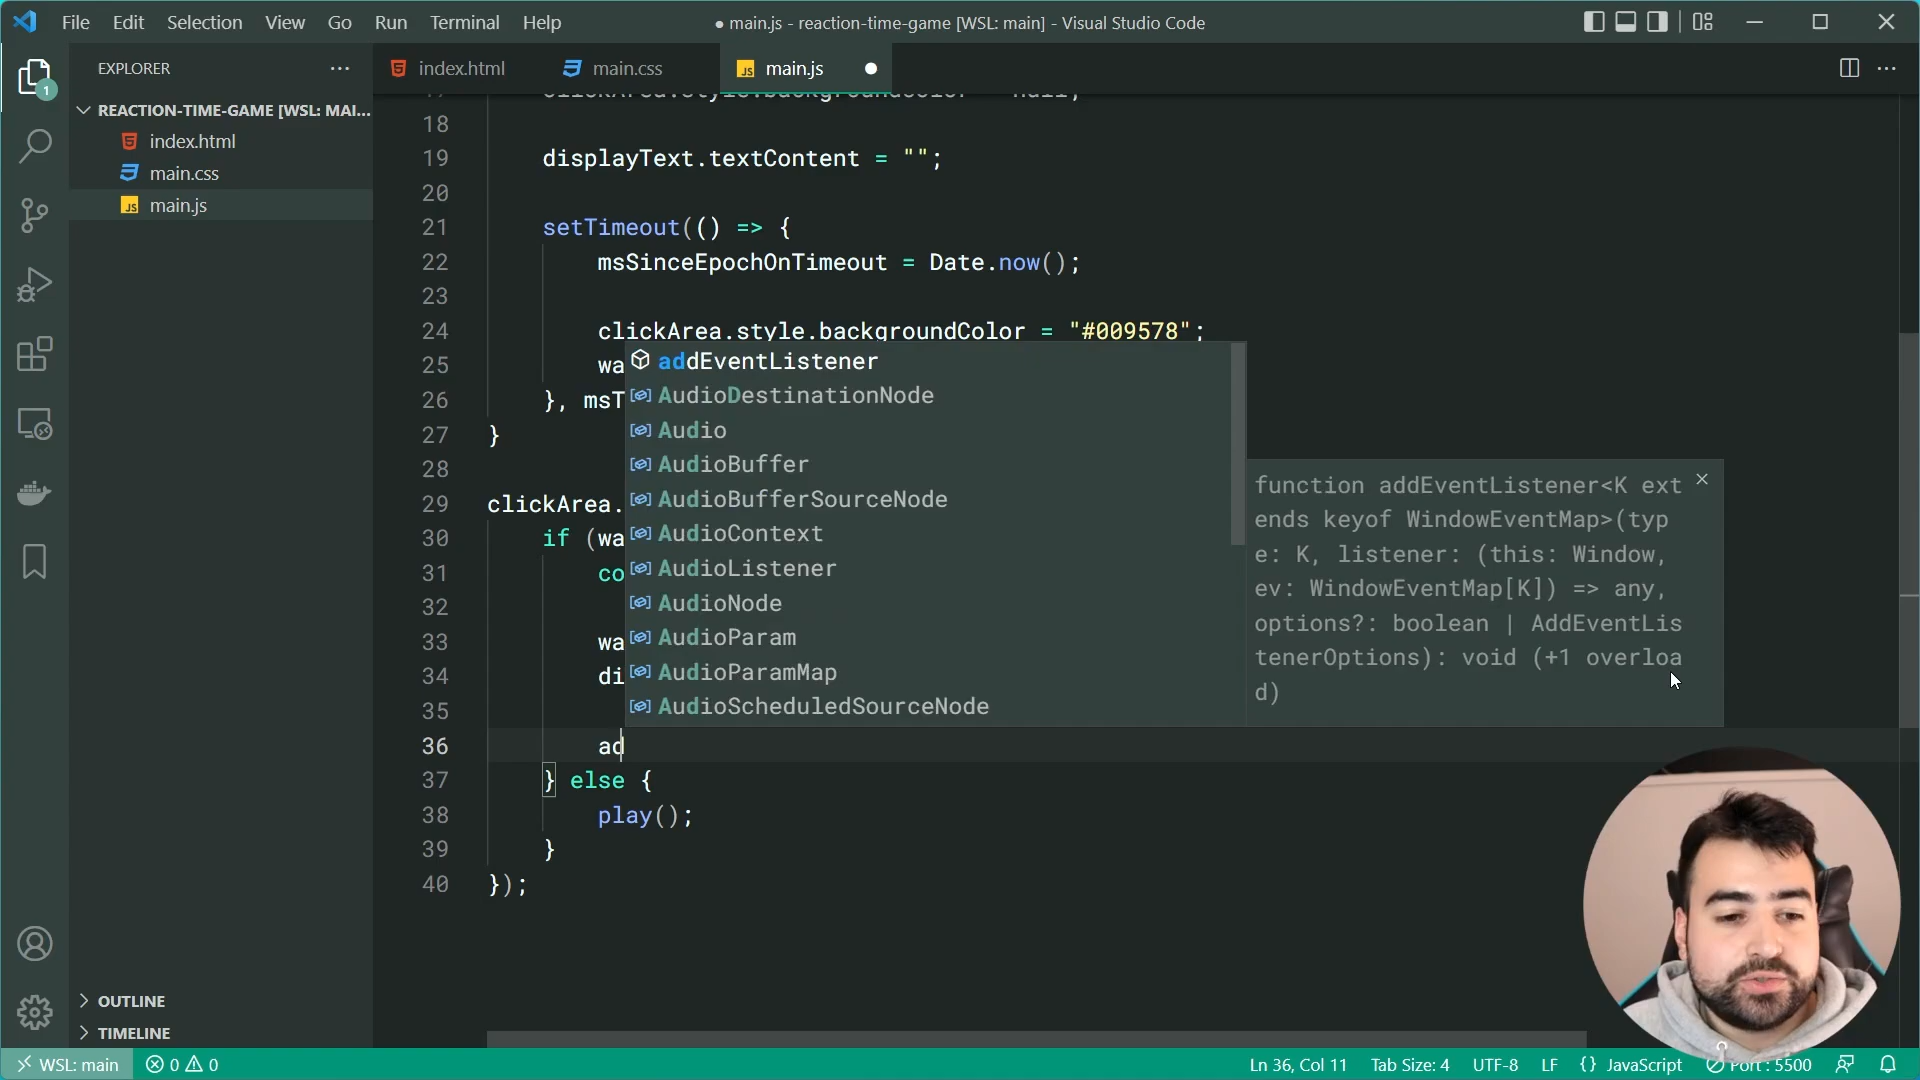 File Edit Selection View Go Run Terminal Help
● main.js - reaction-time-game [WSL: main] - Visual Studio Code
EXPLORER
1
REACTION-TIME-GAME [WSL: MAI...
index.html
main.css
main.js
index.html
main.css
main.js
18
19 displayText.textContent = "";
20
21 setTimeout(() => {
22 msSinceEpochOnTimeout = Date.now();
23
24 clickArea.style.backgroundColor = "#009578";
25 wa
26 }, msT
27 }
28
29 clickArea.
30 if (wa
31 co
32
33 wa
34 di
35
36 ad
37 } else {
38 play();
39 }
40 });
addEventListener
AudioDestinationNode
Audio
AudioBuffer
AudioBufferSourceNode
AudioContext
AudioListener
AudioNode
AudioParam
AudioParamMap
AudioScheduledSourceNode
function addEventListener<K ext
ends keyof WindowEventMap>(typ
e: K, listener: (this: Window,
ev: WindowEventMap[K]) => any,
options?: boolean | AddEventLis
tenerOptions): void (+1 overloa
d)
OUTLINE
TIMELINE
WSL: main 0 0
Ln 36, Col 11 Tab Size: 4 UTF-8 LF {} JavaScript Port : 5500